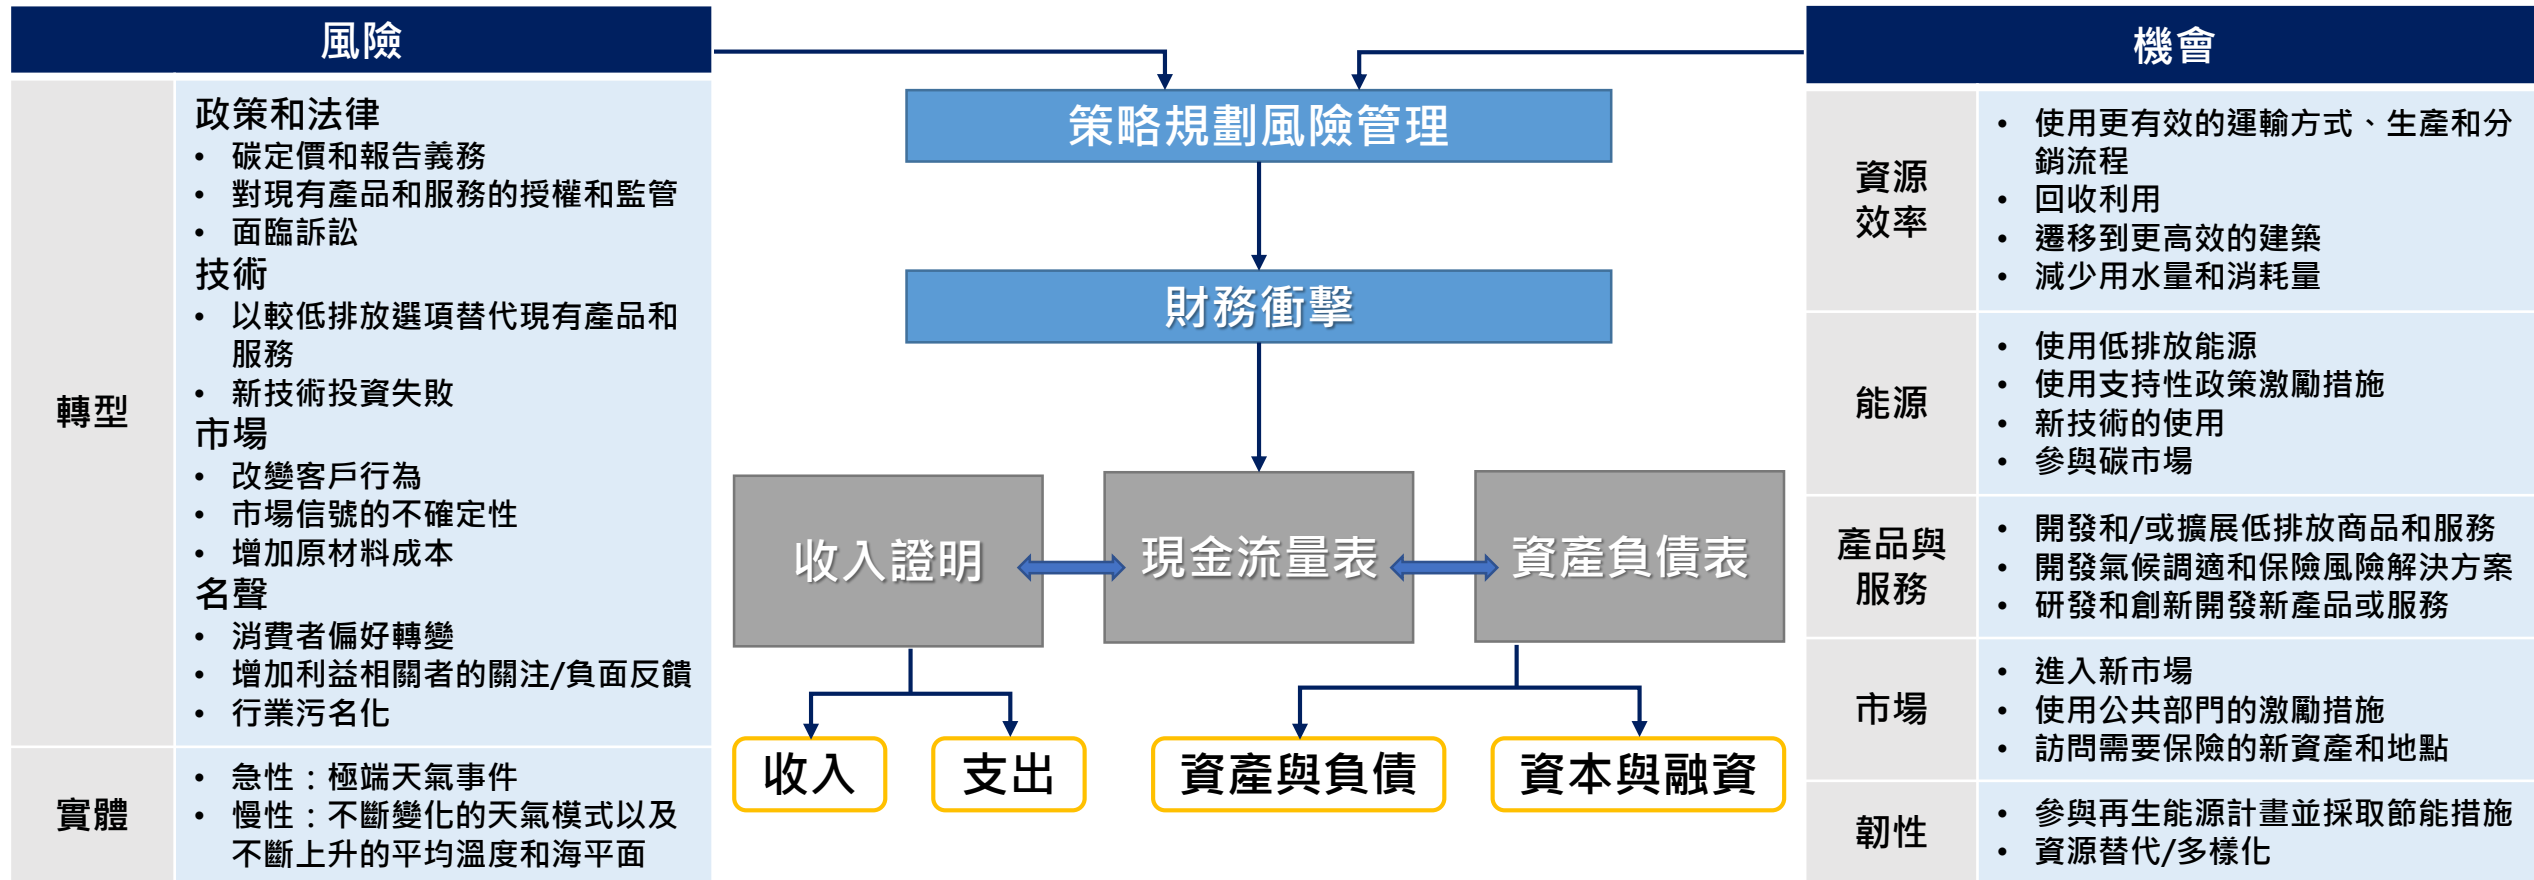 風險
轉型
政策和法律
• 碳定價和報告義務
• 對現有產品和服務的授權和監管
• 面臨訴訟
技術
• 以較低排放選項替代現有產品和
服務
• 新技術投資失敗
市場
• 改變客戶行為
• 市場信號的不確定性
• 增加原材料成本
名聲
• 消費者偏好轉變
• 增加利益相關者的關注/負面反饋
• 行業污名化
實體
• 急性：極端天氣事件
• 慢性：不斷變化的天氣模式以及
不斷上升的平均溫度和海平面
策略規劃風險管理
財務衝擊
收入證明
現金流量表
資產負債表
收入
支出
資產與負債
資本與融資
機會
資源
效率
• 使用更有效的運輸方式、生產和分
銷流程
• 回收利用
• 遷移到更高效的建築
• 減少用水量和消耗量
能源
• 使用低排放能源
• 使用支持性政策激勵措施
• 新技術的使用
• 參與碳市場
產品與
服務
• 開發和/或擴展低排放商品和服務
• 開發氣候調適和保險風險解決方案
• 研發和創新開發新產品或服務
市場
• 進入新市場
• 使用公共部門的激勵措施
• 訪問需要保險的新資產和地點
韌性
• 參與再生能源計畫並採取節能措施
• 資源替代/多樣化